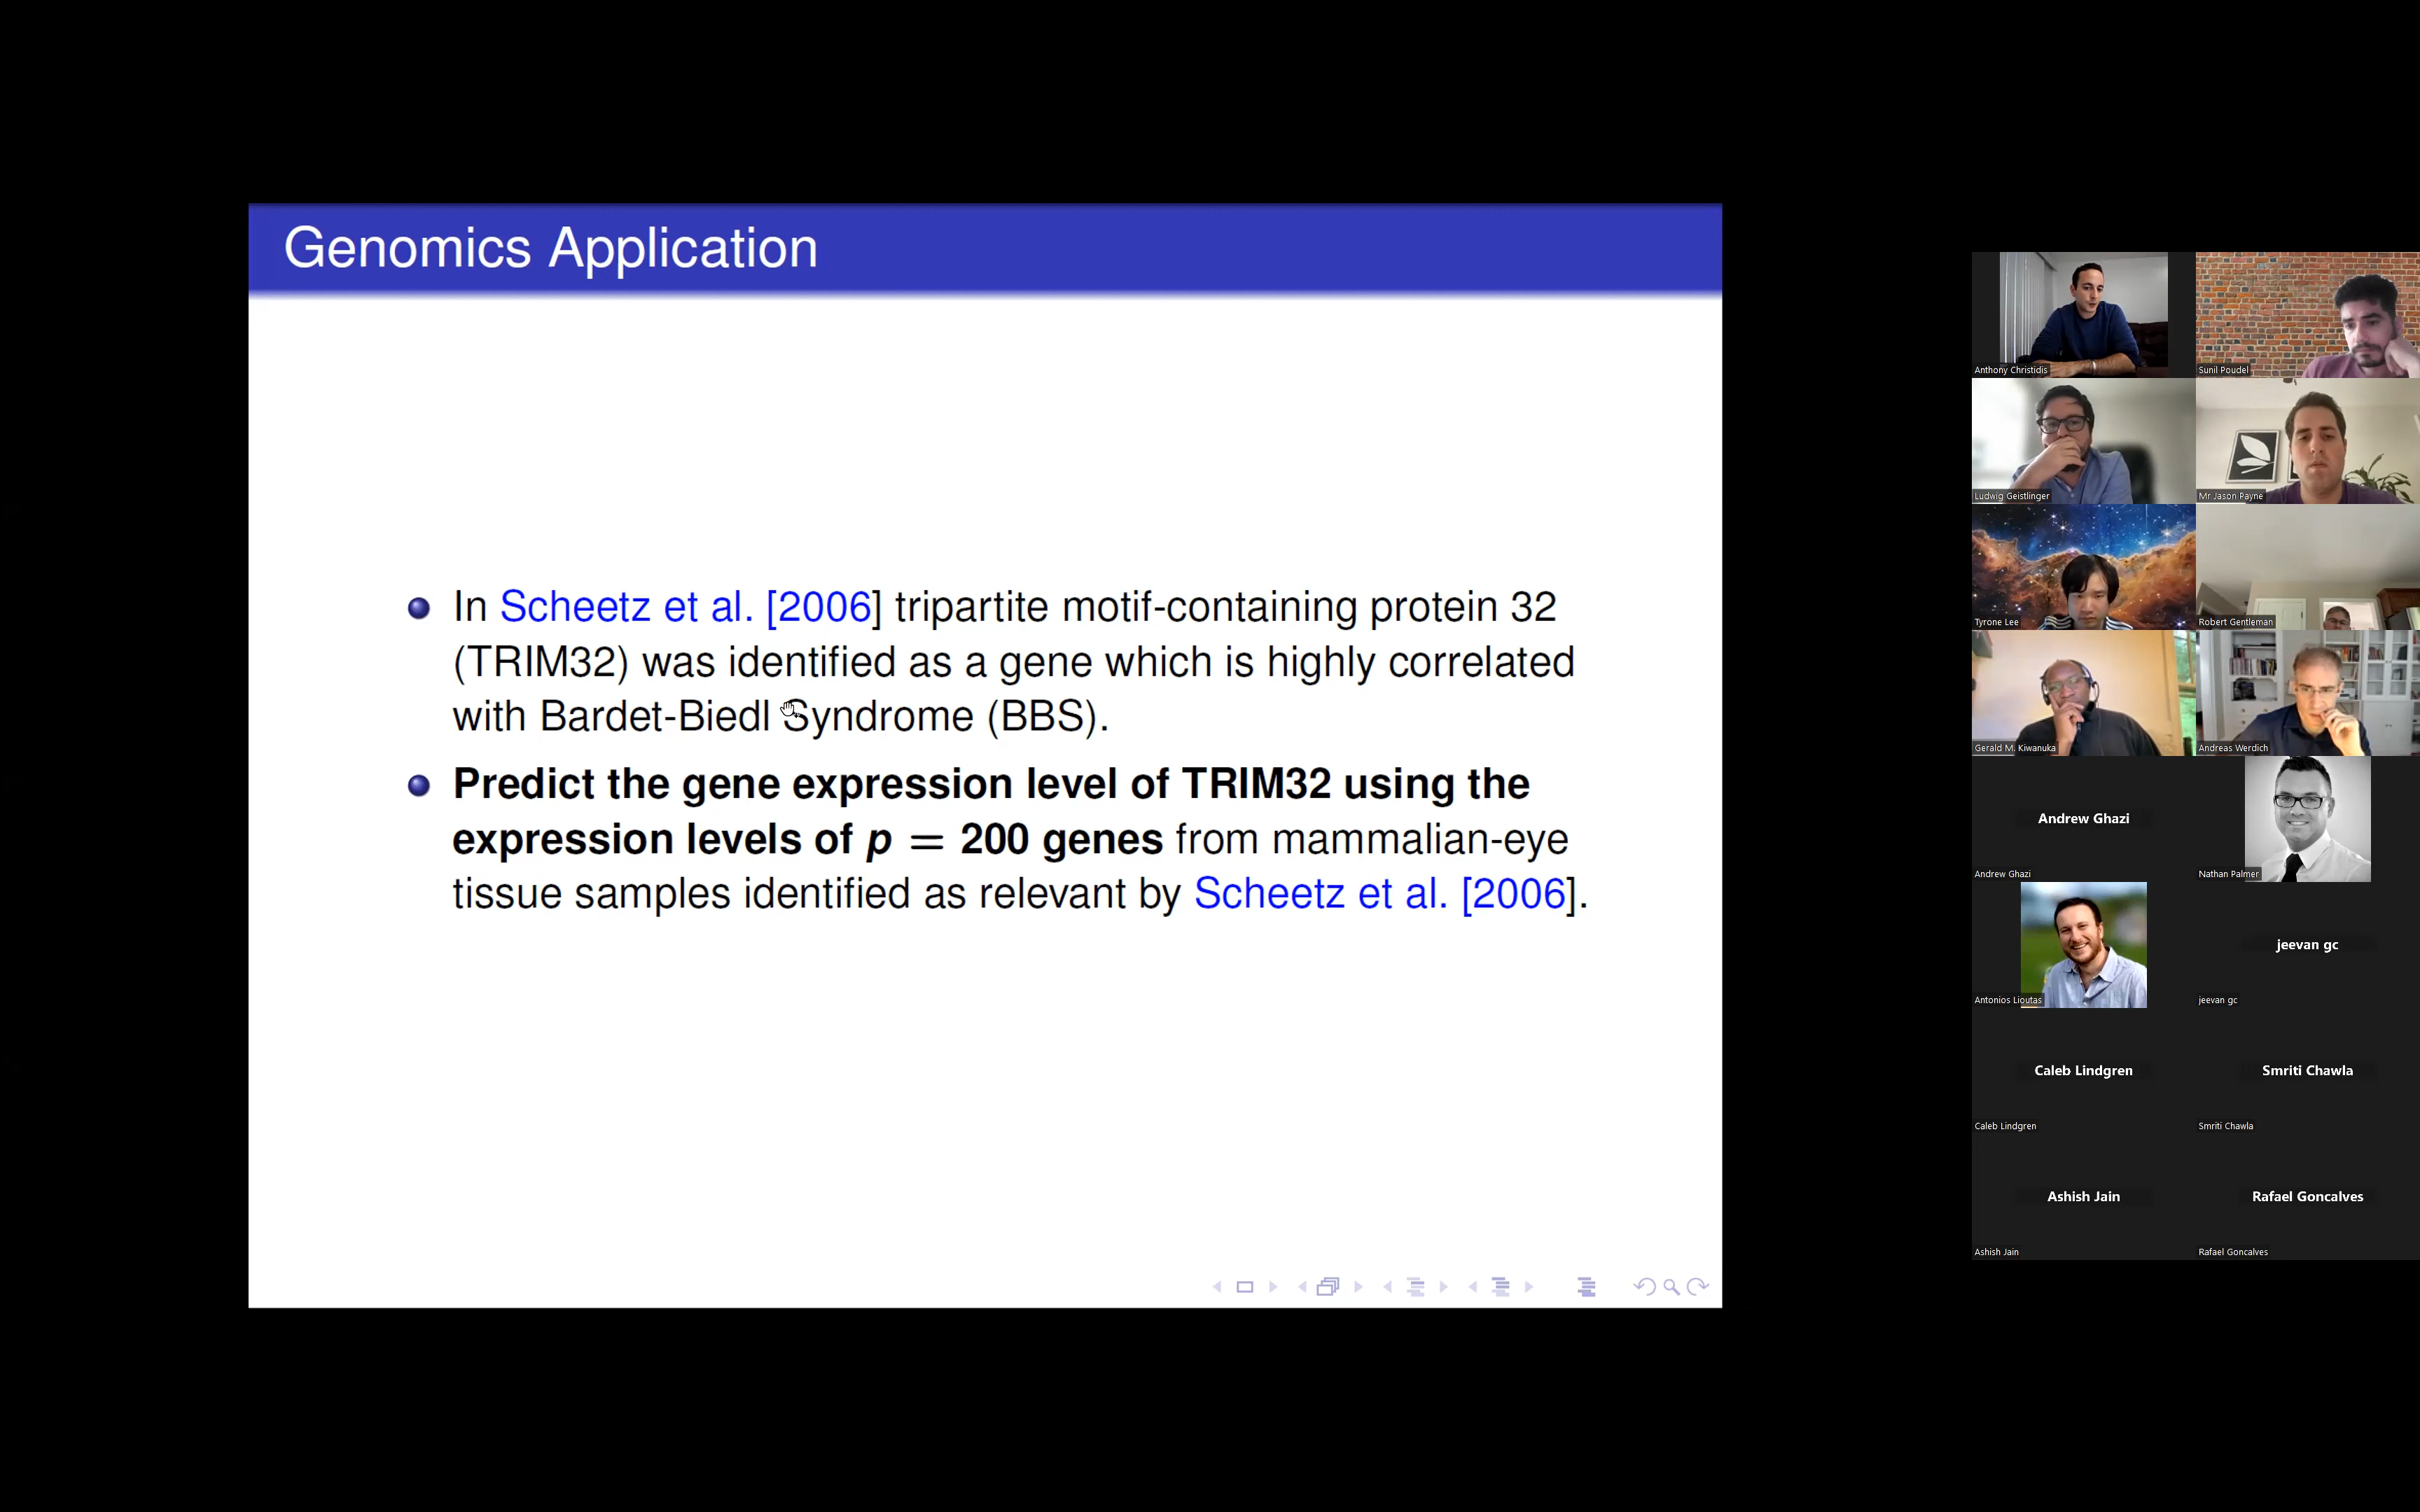 Genomics Application
In Scheetz et al. [2006] tripartite motif-containing protein 32
(TRIM32) was identified as a gene which is highly correlated
with Bardet-Biedl Syndrome (BBS).
Predict the gene expression level of TRIM32 using the
expression levels of p = 200 genes from mammalian-eye
tissue samples identified as relevant by Scheetz et al. [2006].
Anthony Christidis
Sunil Poudel
Ludwig Geistlinger
Mr Jason Payne
Tyrone Lee
Robert Gentleman
Gerald M. Kiwanuka
Andreas Werdich
Andrew Ghazi
Andrew Ghazi
Nathan Palmer
Antonios Lioutas
jeevan gc
jeevan gc
Caleb Lindgren
Caleb Lindgren
Smriti Chawla
Smriti Chawla
Ashish Jain
Ashish Jain
Rafael Goncalves
Rafael Goncalves